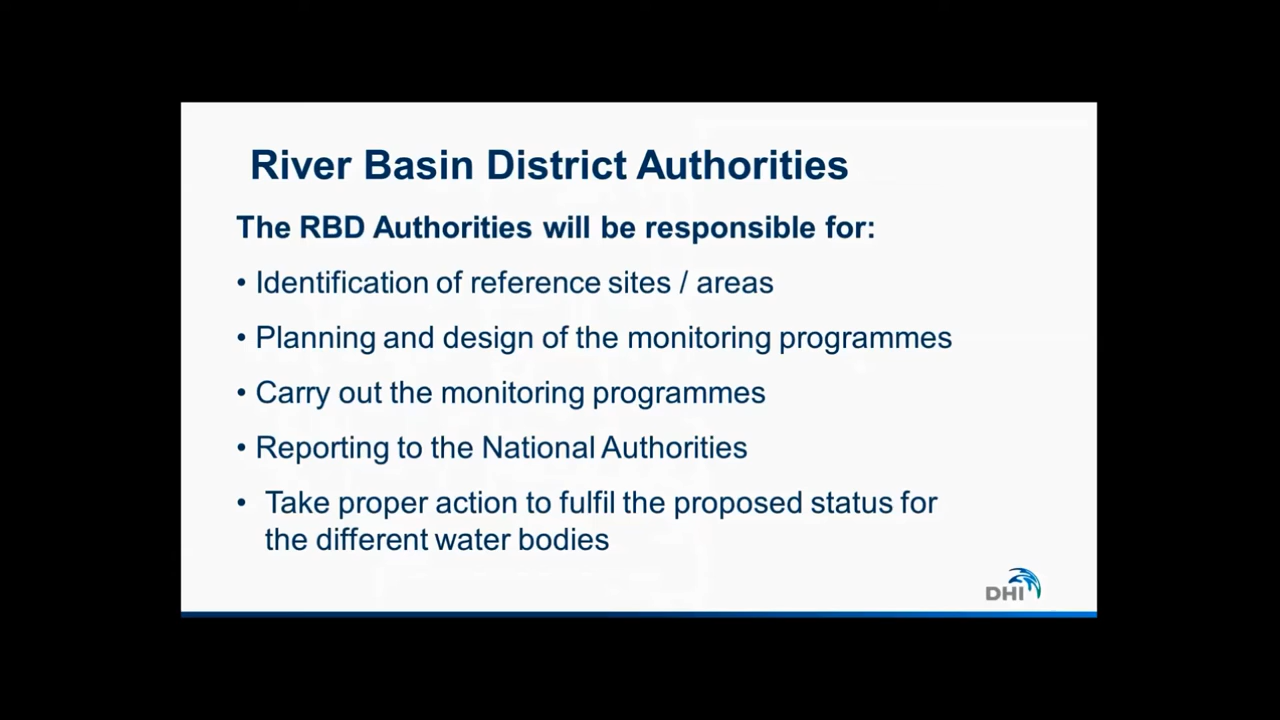 River Basin District Authorities
The RBD Authorities will be responsible for:
• Identification of reference sites / areas
• Planning and design of the monitoring programmes
• Carry out the monitoring programmes
• Reporting to the National Authorities
• Take proper action to fulfil the proposed status for
the different water bodies
DHI